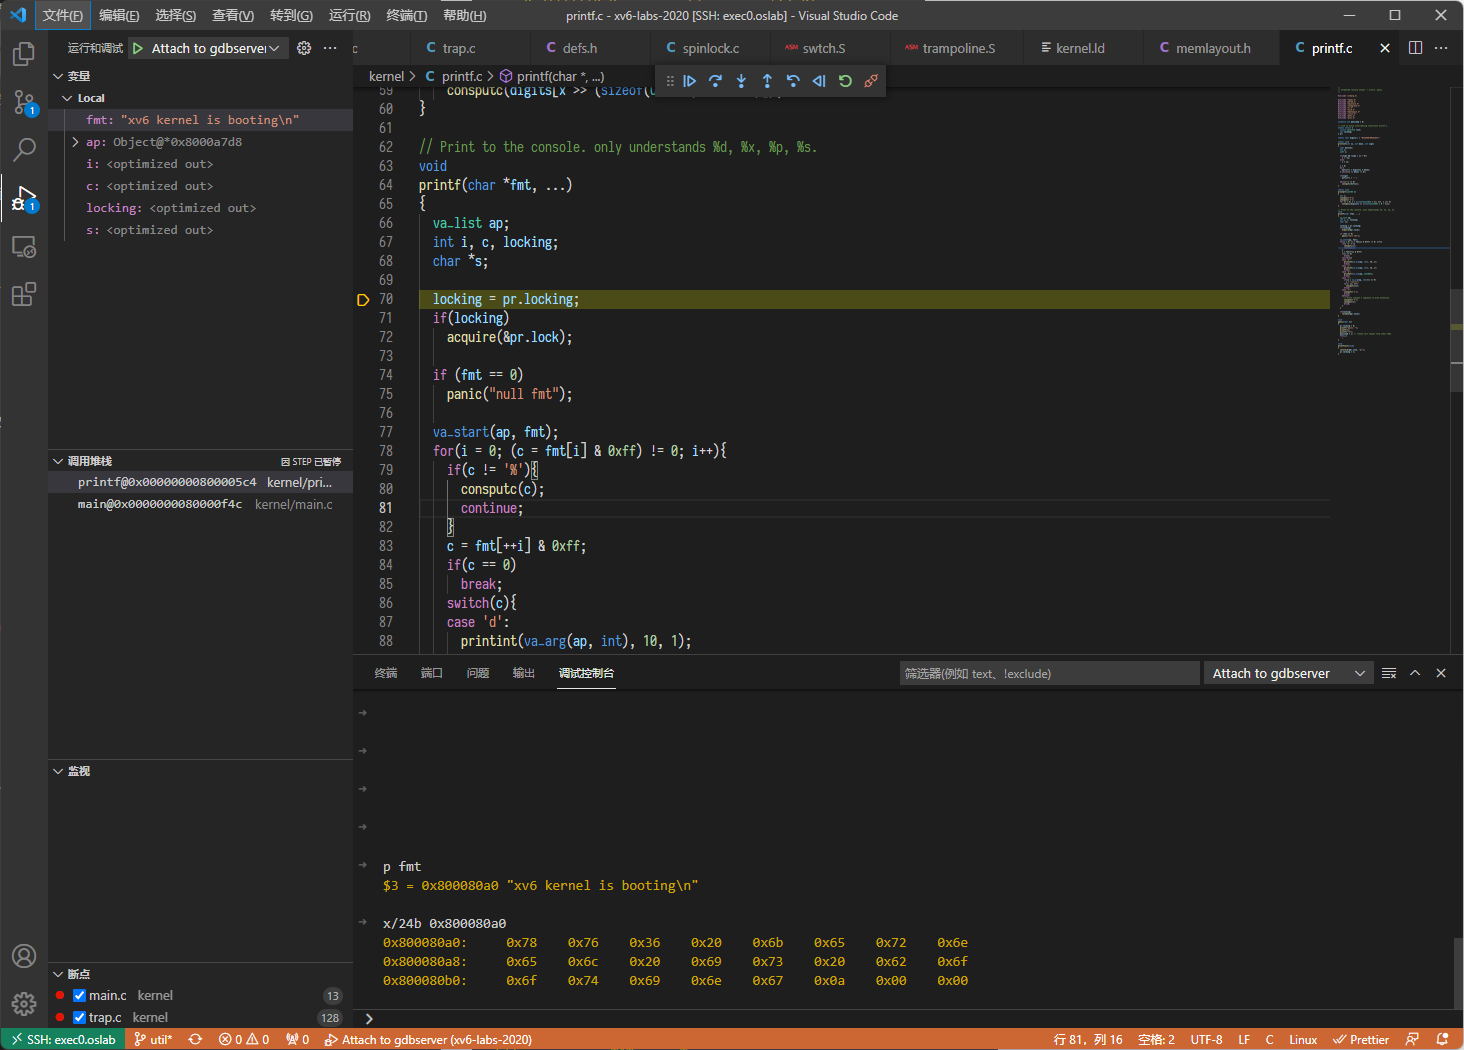 文件(F) 编辑(E) 选择(S) 查看(V) 转到(G) 运行(R) 终端(T) 帮助(H) printf.c - xv6-labs-2020 [SSH: exec0.oslab] - Visual Studio Code
运行和调试 Attach to gdbserver
c trap.c defs.h spinlock.c swtch.S trampoline.S kernel.ld memlayout.h printf.c
kernel > C printf.c > printf(char *, ...)
变量
Local
fmt: "xv6 kernel is booting\n"
ap: Object@*0x8000a7d8
i: <optimized out>
c: <optimized out>
locking: <optimized out>
s: <optimized out>
调用堆栈 因 STEP 已暂停
printf@0x00000000800005c4 kernel/pri...
main@0x0000000080000f4c kernel/main.c
监视
断点
main.c kernel 13
trap.c kernel 128
59 consputc(digits[x >> (sizeof(u
60 }
61
62 // Print to the console. only understands %d, %x, %p, %s.
63 void
64 printf(char *fmt, ...)
65 {
66 va_list ap;
67 int i, c, locking;
68 char *s;
69
70 locking = pr.locking;
71 if(locking)
72 acquire(&pr.lock);
73
74 if (fmt == 0)
75 panic("null fmt");
76
77 va_start(ap, fmt);
78 for(i = 0; (c = fmt[i] & 0xff) != 0; i++){
79 if(c != '%'){
80 consputc(c);
81 continue;
82 }
83 c = fmt[++i] & 0xff;
84 if(c == 0)
85 break;
86 switch(c){
87 case 'd':
88 printint(va_arg(ap, int), 10, 1);
终端 端口 问题 输出 调试控制台 筛选器(例如 text、!exclude) Attach to gdbserver
p fmt
$3 = 0x800080a0 "xv6 kernel is booting\n"
x/24b 0x800080a0
0x800080a0: 0x78 0x76 0x36 0x20 0x6b 0x65 0x72 0x6e
0x800080a8: 0x65 0x6c 0x20 0x69 0x73 0x20 0x62 0x6f
0x800080b0: 0x6f 0x74 0x69 0x6e 0x67 0x0a 0x00 0x00
SSH: exec0.oslab util* 0 0 0 Attach to gdbserver (xv6-labs-2020) 行 81，列 16 空格: 2 UTF-8 LF C Linux Prettier